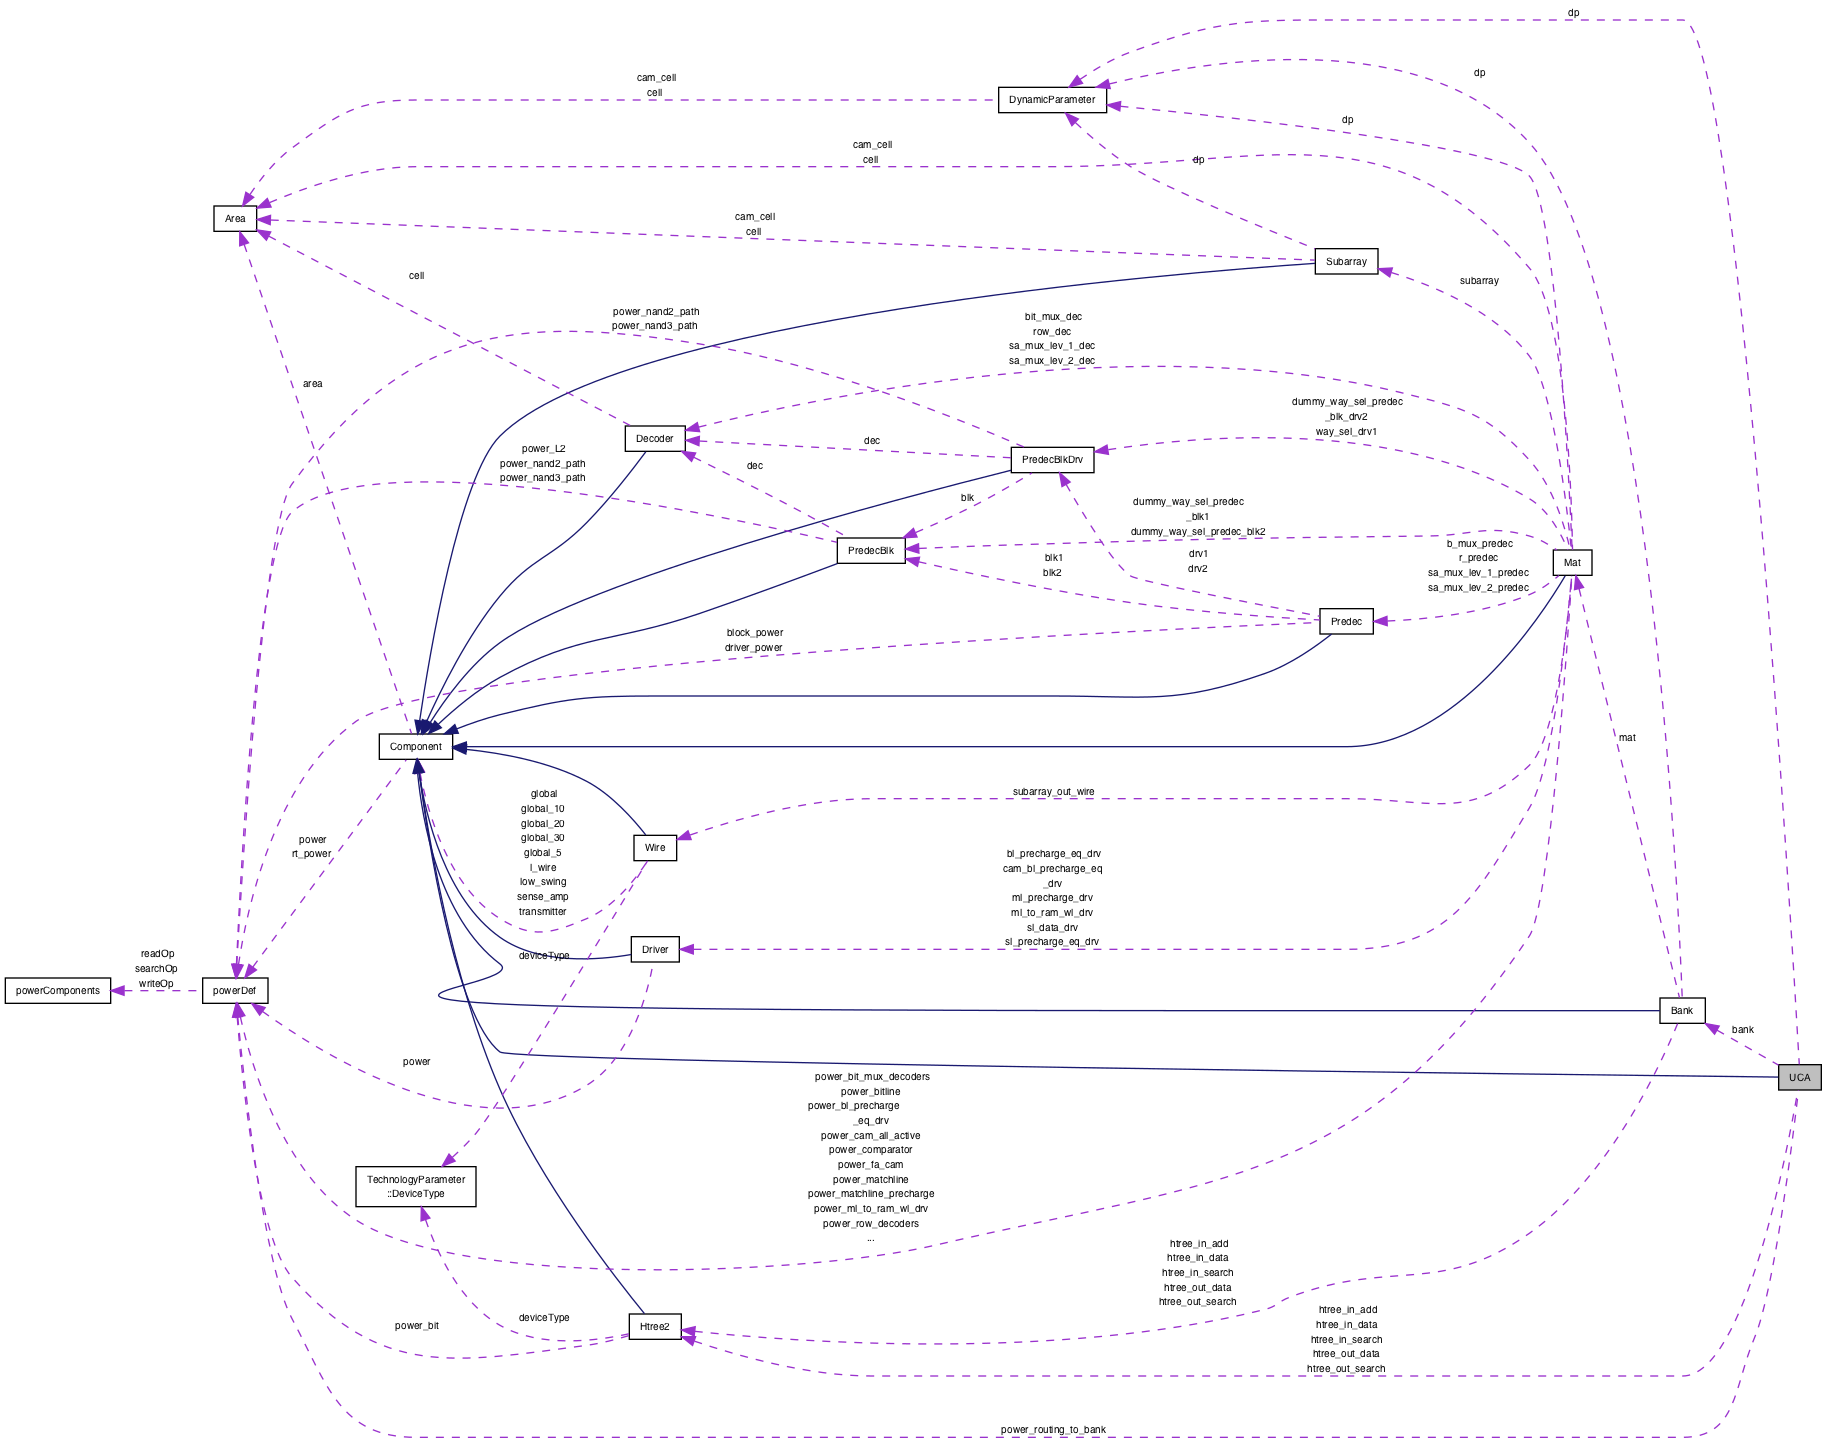 dp
dp
cam_cell
cell
DynamicParameter
dp
cam_cell
cell
dp
Area
cam_cell
cell
Subarray
subarray
cell
power_nand2_path
power_nand3_path
bit_mux_dec
row_dec
sa_mux_lev_1_dec
sa_mux_lev_2_dec
area
dummy_way_sel_predec
_blk_drv2
way_sel_drv1
Decoder
dec
PredecBlkDrv
power_L2
power_nand2_path
power_nand3_path
dec
blk
dummy_way_sel_predec
_blk1
dummy_way_sel_predec_blk2
PredecBlk
blk1
blk2
drv1
drv2
b_mux_predec
r_predec
sa_mux_lev_1_predec
sa_mux_lev_2_predec
Mat
Predec
block_power
driver_power
Component
mat
global
global_10
global_20
global_30
global_5
l_wire
low_swing
sense_amp
transmitter
subarray_out_wire
power
rt_power
Wire
bl_precharge_eq_drv
cam_bl_precharge_eq
_drv
ml_precharge_drv
ml_to_ram_wl_drv
sl_data_drv
sl_precharge_eq_drv
Driver
deviceType
readOp
searchOp
writeOp
powerComponents
powerDef
Bank
bank
UCA
power
power_bit_mux_decoders
power_bitline
power_bl_precharge
_eq_drv
power_cam_all_active
power_comparator
power_fa_cam
power_matchline
power_matchline_precharge
power_ml_to_ram_wl_drv
power_row_decoders
...
TechnologyParameter
::DeviceType
htree_in_add
htree_in_data
htree_in_search
htree_out_data
htree_out_search
deviceType
power_bit
Htree2
htree_in_add
htree_in_data
htree_in_search
htree_out_data
htree_out_search
power_routing_to_bank